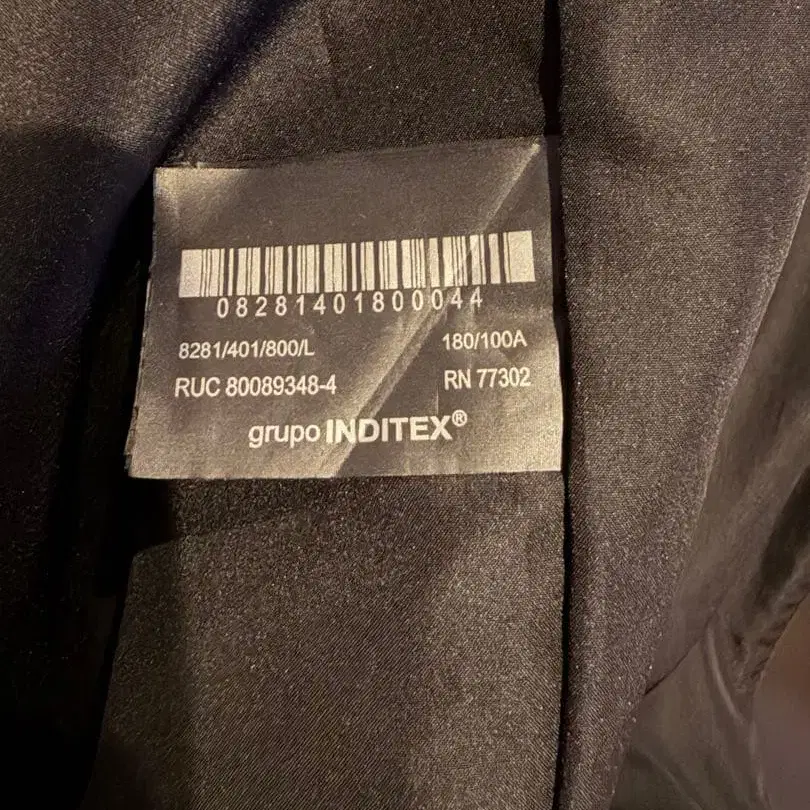 08281401800044
8281/401/800/L 180/100A
RUC 80089348-4 RN 77302
grupo INDITEX®